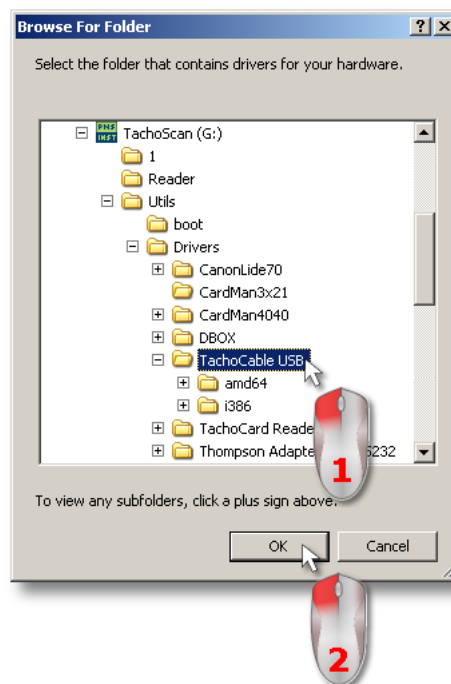 Browse For Folder
Select the folder that contains drivers for your hardware.
PNS
INST
TachoScan (G:)
1
Reader
Utils
boot
Drivers
CanonLide70
CardMan3x21
CardMan4040
DBOX
TachoCable USB
amd64
i386
TachoCard Reade
Thompson Adapte 5232
1
To view any subfolders, click a plus sign above.
OK
Cancel
2